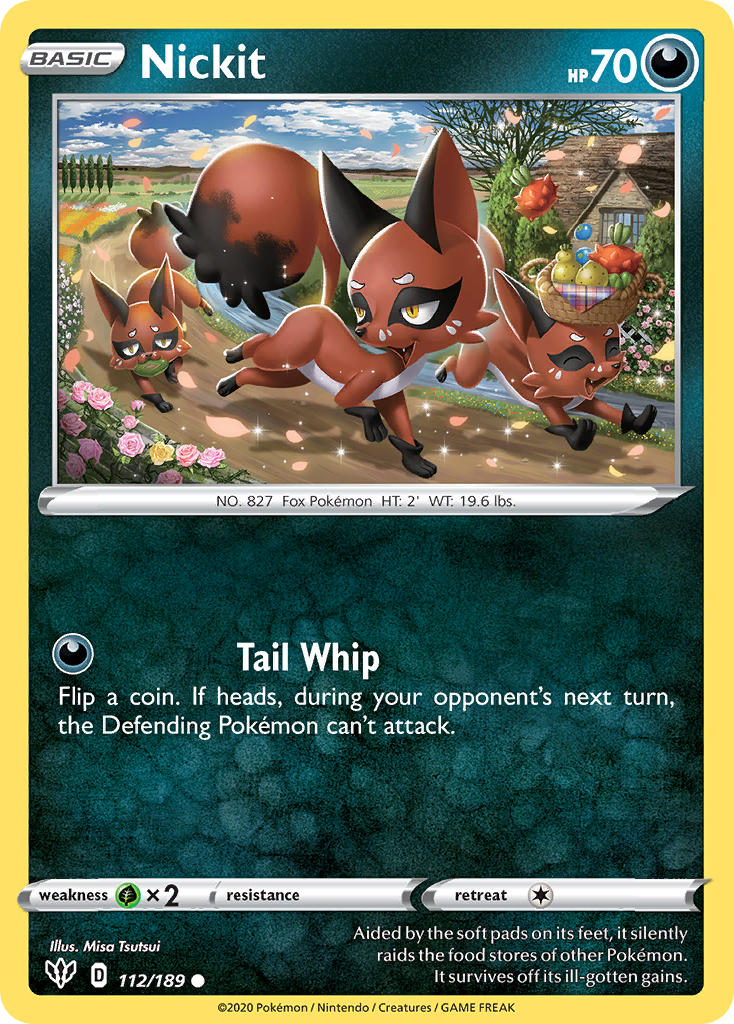 BASIC
Nickit
HP70
NO. 827 Fox Pokémon HT: 2' WT: 19.6 lbs.
Tail Whip
Flip a coin. If heads, during your opponent's next turn,
the Defending Pokémon can't attack.
weakness ×2 resistance retreat
Illus. Misa Tsutsui
Aided by the soft pads on its feet, it silently
raids the food stores of other Pokémon.
It survives off its ill-gotten gains.
D 112/189
©2020 Pokémon / Nintendo / Creatures / GAME FREAK